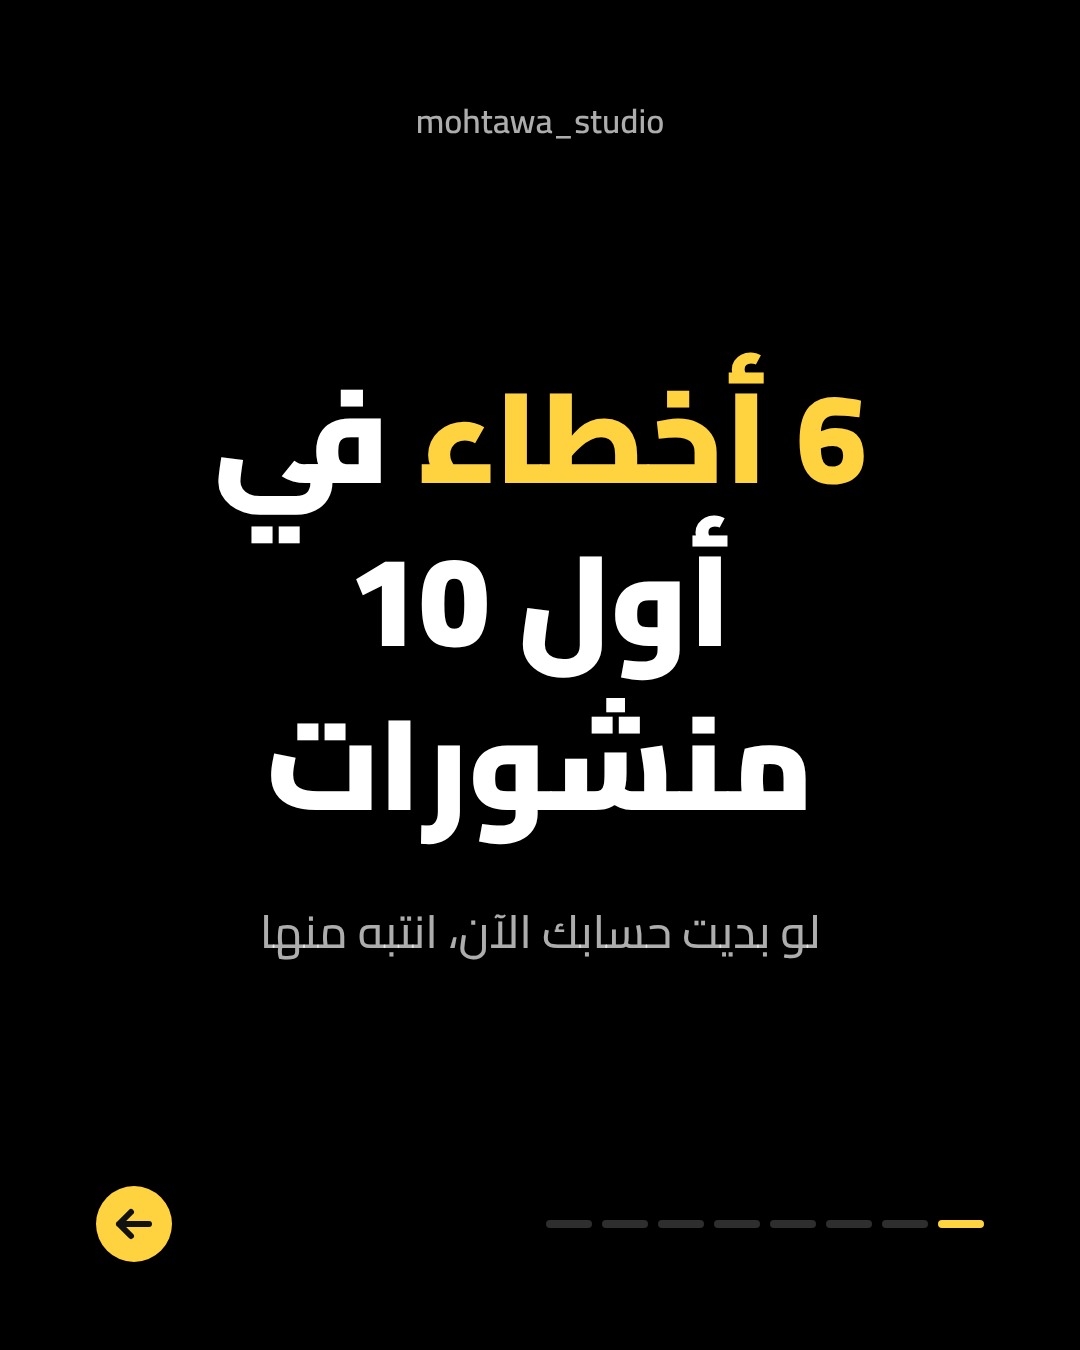 mohtawa_studio
6 أخطاء في
أول 10
منشورات
لو بديت حسابك الآن، انتبه منها